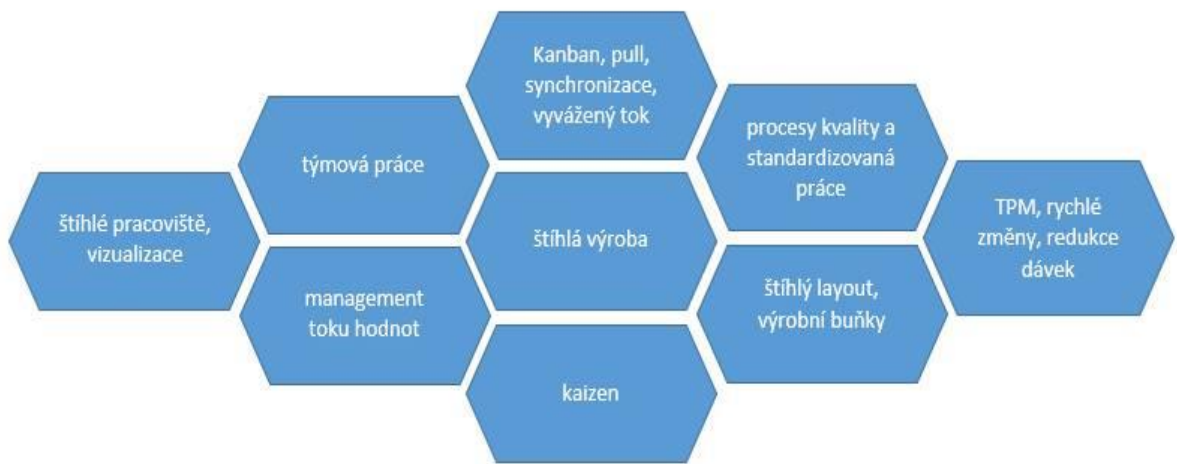 Kanban, pull,
synchronizace,
vyvážený tok
týmová práce
procesy kvality a
standardizovaná
práce
štíhlé pracoviště,
vizualizace
štíhlá výroba
TPM, rychlé
změny, redukce
dávek
management
toku hodnot
štíhlý layout,
výrobní buňky
kaizen